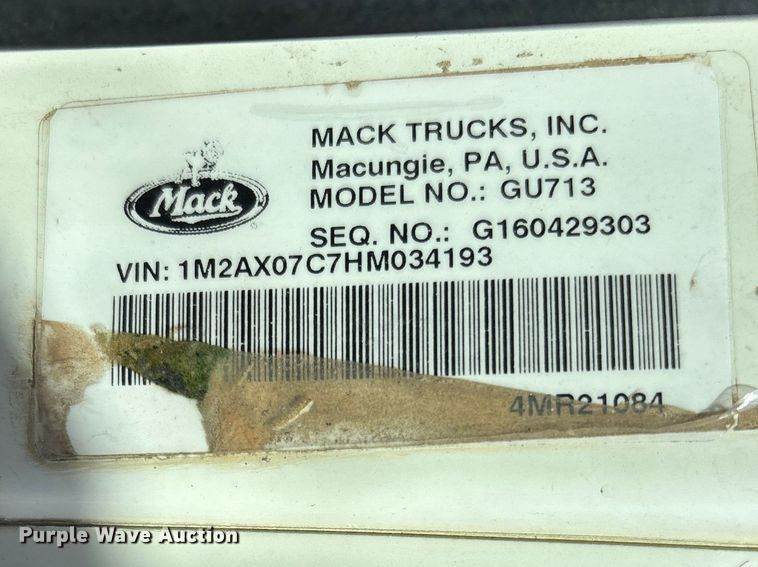 MACK TRUCKS, INC.
Macungie, PA, U.S.A.
MODEL NO.: GU713
SEQ. NO.: G160429303
Mack
VIN: 1M2AX07C7HM034193
4MR21084
Purple Wave Auction